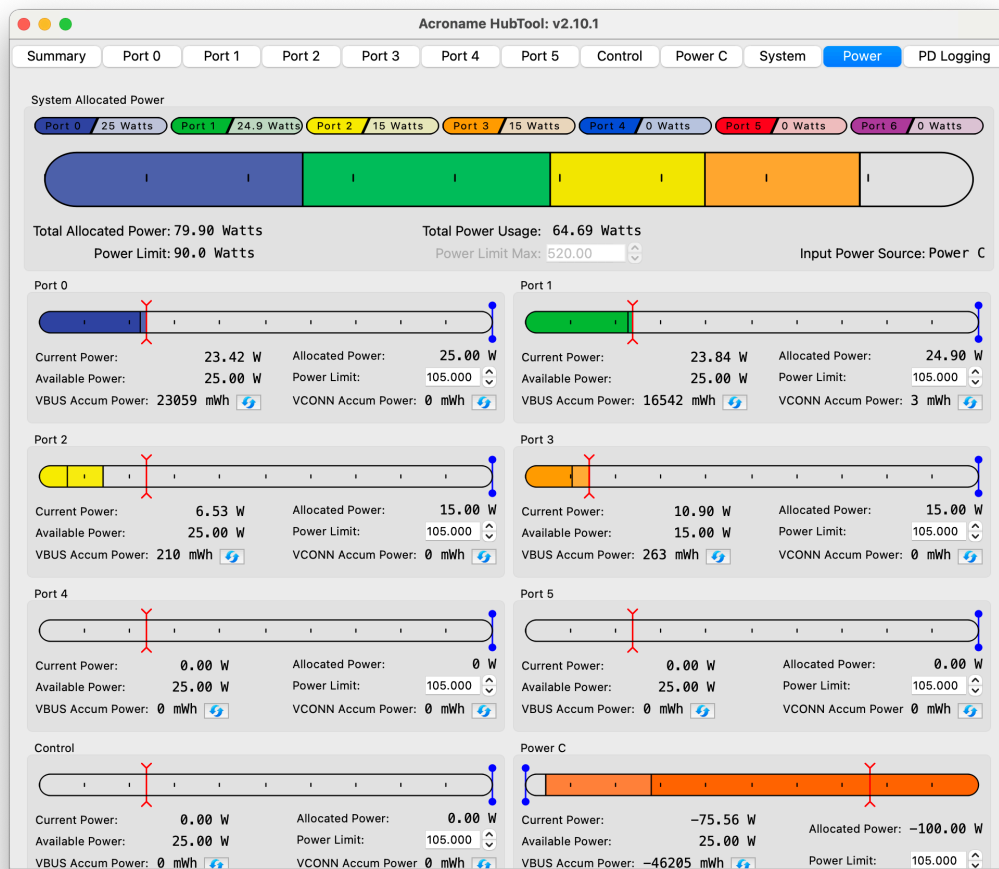 Acroname HubTool: v2.10.1
Summary Port 0 Port 1 Port 2 Port 3 Port 4 Port 5 Control Power C System Power PD Logging
System Allocated Power
Port 0 25 Watts Port 1 24.9 Watts Port 2 15 Watts Port 3 15 Watts Port 4 0 Watts Port 5 0 Watts Port 6 0 Watts
Total Allocated Power: 79.90 Watts Total Power Usage: 64.69 Watts
Power Limit: 90.0 Watts Power Limit Max: 520.00 Input Power Source: Power C
Port 0
Current Power: 23.42 W Allocated Power: 25.00 W
Available Power: 25.00 W Power Limit: 105.000
VBUS Accum Power: 23059 mWh VCONN Accum Power: 0 mWh
Port 1
Current Power: 23.84 W Allocated Power: 24.90 W
Available Power: 25.00 W Power Limit: 105.000
VBUS Accum Power: 16542 mWh VCONN Accum Power: 3 mWh
Port 2
Current Power: 6.53 W Allocated Power: 15.00 W
Available Power: 25.00 W Power Limit: 105.000
VBUS Accum Power: 210 mWh VCONN Accum Power: 0 mWh
Port 3
Current Power: 10.90 W Allocated Power: 15.00 W
Available Power: 15.00 W Power Limit: 105.000
VBUS Accum Power: 263 mWh VCONN Accum Power: 0 mWh
Port 4
Current Power: 0.00 W Allocated Power: 0 W
Available Power: 25.00 W Power Limit: 105.000
VBUS Accum Power: 0 mWh VCONN Accum Power: 0 mWh
Port 5
Current Power: 0.00 W Allocated Power: 0.00 W
Available Power: 25.00 W Power Limit: 105.000
VBUS Accum Power: 0 mWh VCONN Accum Power 0 mWh
Control
Current Power: 0.00 W Allocated Power: 0.00 W
Available Power: 25.00 W Power Limit: 105.000
VBUS Accum Power: 0 mWh VCONN Accum Power 0 mWh
Power C
Current Power: -75.56 W Allocated Power: -100.00 W
Available Power: 25.00 W
VBUS Accum Power: -46205 mWh Power Limit: 105.000